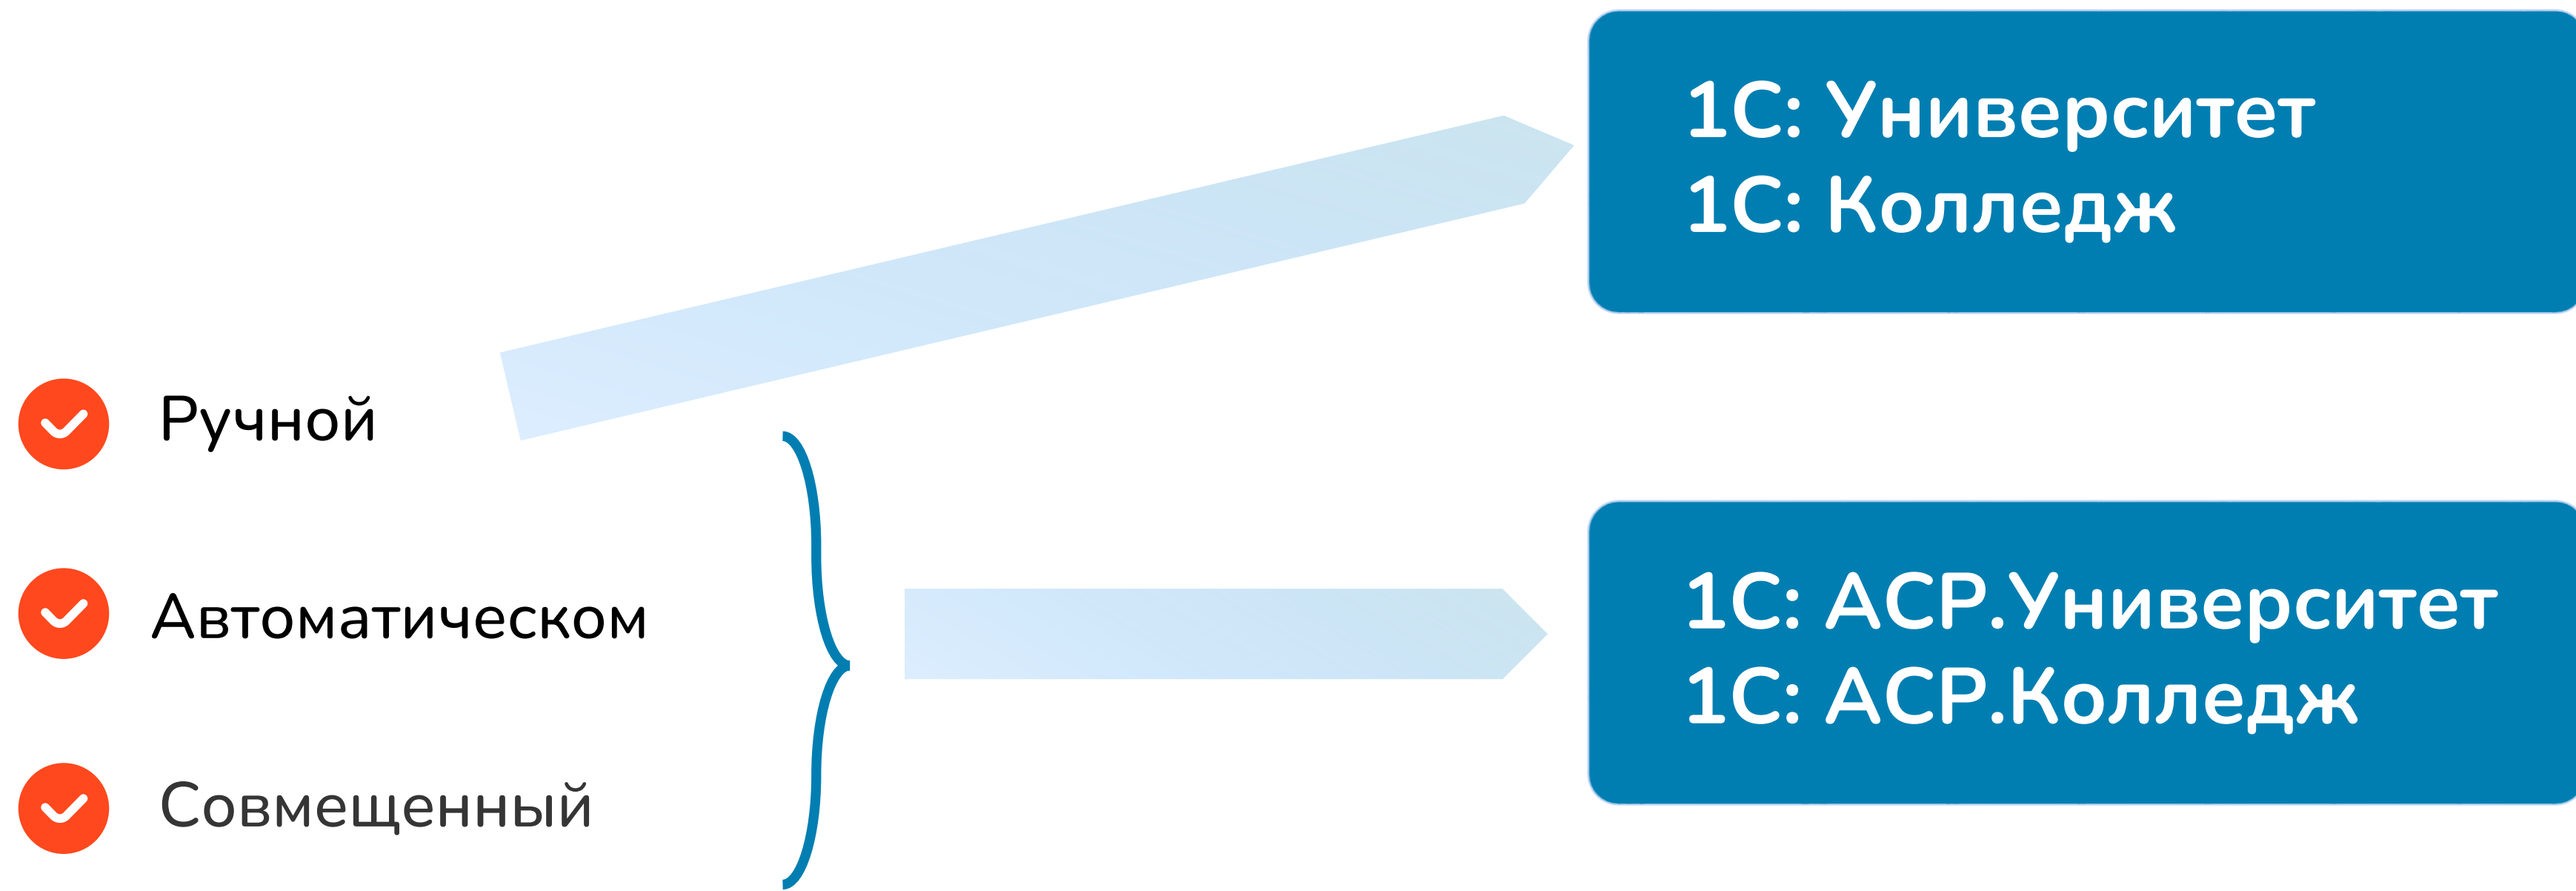 1С: Университет
1С: Колледж
Ручной
Автоматическом
Совмещенный
1С: АСР.Университет
1С: АСР.Колледж